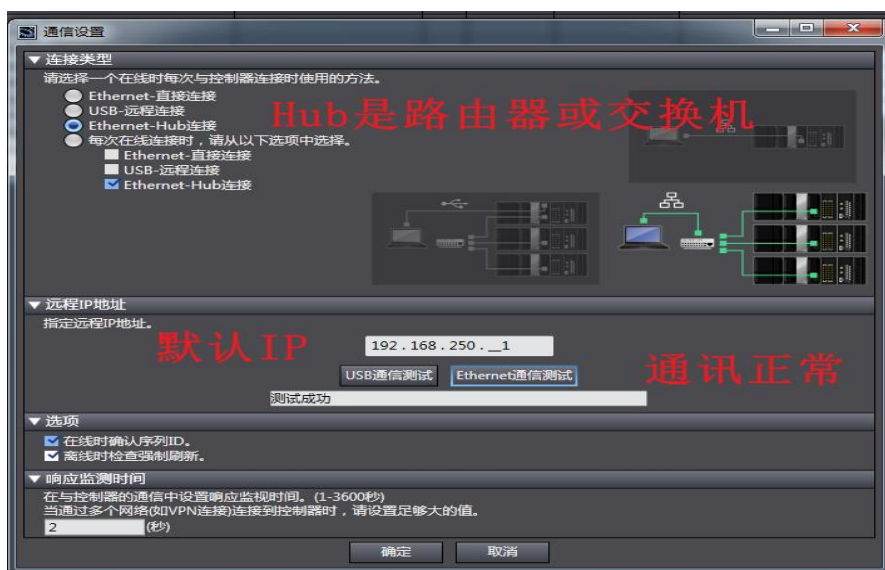 通信设置
▼ 连接类型
请选择一个在线时每次与控制器连接时使用的方法。
Ethernet-直接连接
USB-远程连接
Ethernet-Hub连接
Hub是路由器或交换机
每次在线连接时，请从以下选项中选择。
Ethernet-直接连接
USB-远程连接
Ethernet-Hub连接
▼ 远程IP地址
指定远程IP地址。
默认IP
192.168.250.__1
USB通信测试 Ethernet通信测试
通讯正常
测试成功
▼ 选项
在线时确认序列ID。
离线时检查强制刷新。
▼ 响应监测时间
在与控制器的通信中设置响应监视时间。(1-3600秒)
当通过多个网络(如VPN连接)连接到控制器时，请设置足够大的值。
2 (秒)
确定 取消